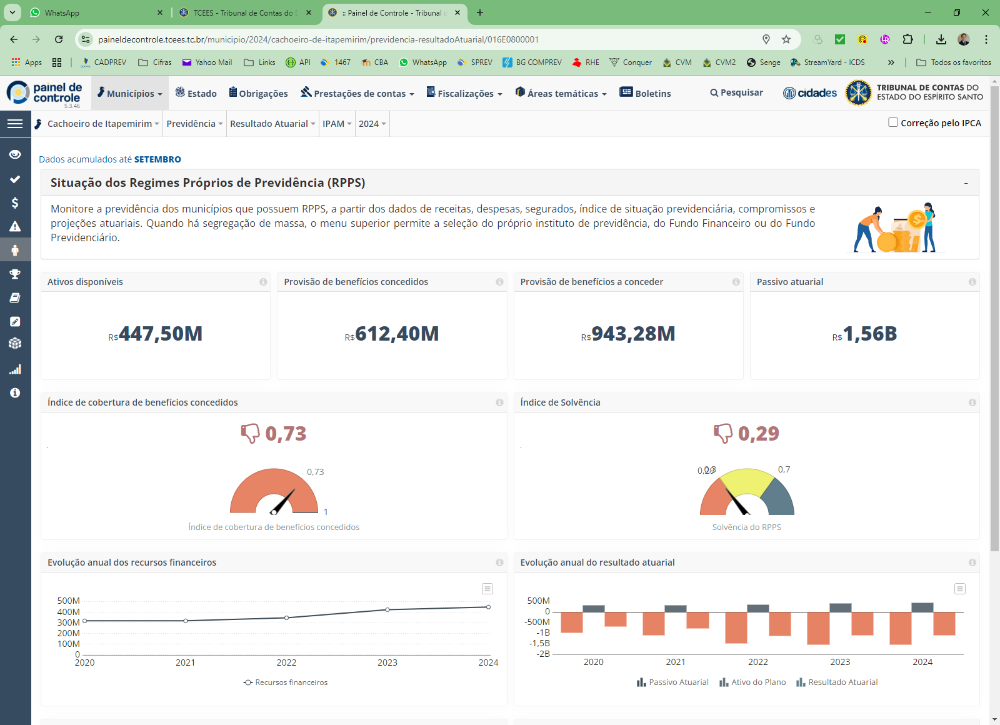 WhatsApp
TCEES - Tribunal de Contas do E
:: Painel de Controle - Tribunal d
paineldecontrole.tcees.tc.br/municipio/2024/cachoeiro-de-itapemirim/previdencia-resultadoAtuarial/016E0800001
Apps
CADPREV
Cifras
Yahoo Mail
Links
API
1467
CBA
WhatsApp
SPREV
BG COMPREV
RHE
Conquer
CVM
CVM2
Senge
StreamYard - ICDS
»
Todos os favoritos
painel de
controle
5.3.46
Municípios
Estado
Obrigações
Prestações de contas
Fiscalizações
Áreas temáticas
Boletins
Pesquisar
cidades
TRIBUNAL DE CONTAS DO
ESTADO DO ESPÍRITO SANTO
Cachoeiro de Itapemirim
Previdência
Resultado Atuarial
IPAM
2024
Correção pelo IPCA
Dados acumulados até SETEMBRO
Situação dos Regimes Próprios de Previdência (RPPS)
Monitore a previdência dos municípios que possuem RPPS, a partir dos dados de receitas, despesas, segurados, índice de situação previdenciária, compromissos e
projeções atuariais. Quando há segregação de massa, o menu superior permite a seleção do próprio instituto de previdência, do Fundo Financeiro ou do Fundo
Previdenciário.
Ativos disponíveis
R$447,50M
Provisão de benefícios concedidos
R$612,40M
Provisão de benefícios a conceder
R$943,28M
Passivo atuarial
R$1,56B
Índice de cobertura de benefícios concedidos
0,73
.
0,73
1
Índice de cobertura de benefícios concedidos
Índice de Solvência
0,29
.
0,29
0,3
0,7
Solvência do RPPS
Evolução anual dos recursos financeiros
500M
400M
300M
200M
100M
0
2020 2021 2022 2023 2024
Recursos financeiros
Evolução anual do resultado atuarial
500M
0
-500M
-1B
-1,5B
-2B
2020 2021 2022 2023 2024
Passivo Atuarial Ativo do Plano Resultado Atuarial